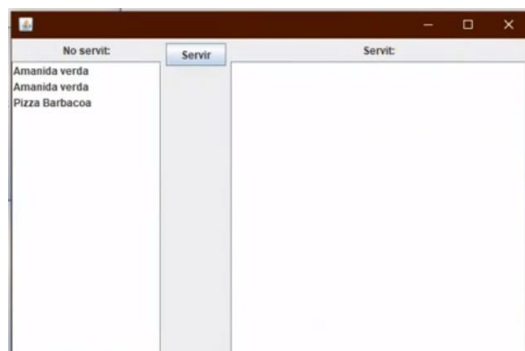 No servit:
Servir
Servit:
Amanida verda
Amanida verda
Pizza Barbacoa